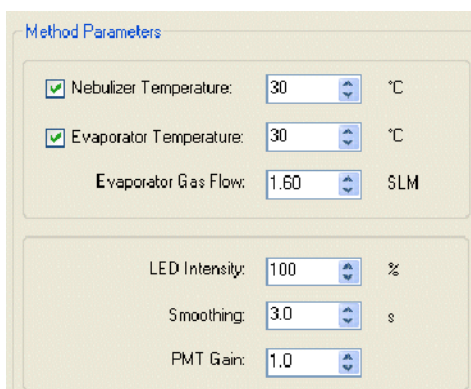 Method Parameters
Nebulizer Temperature: 30 °C
Evaporator Temperature: 30 °C
Evaporator Gas Flow: 1.60 SLM
LED Intensity: 100 %
Smoothing: 3.0 s
PMT Gain: 1.0